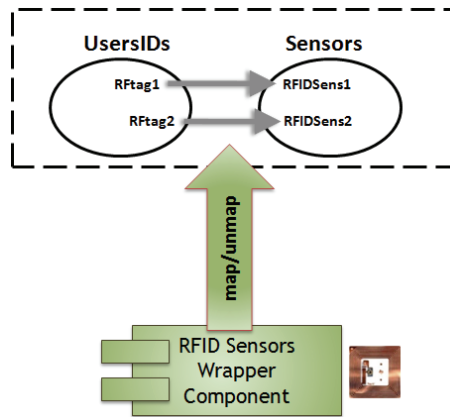 UsersIDs Sensors
RFtag1 RFIDSens1
RFtag2 RFIDSens2
map/unmap
RFID Sensors
Wrapper
Component